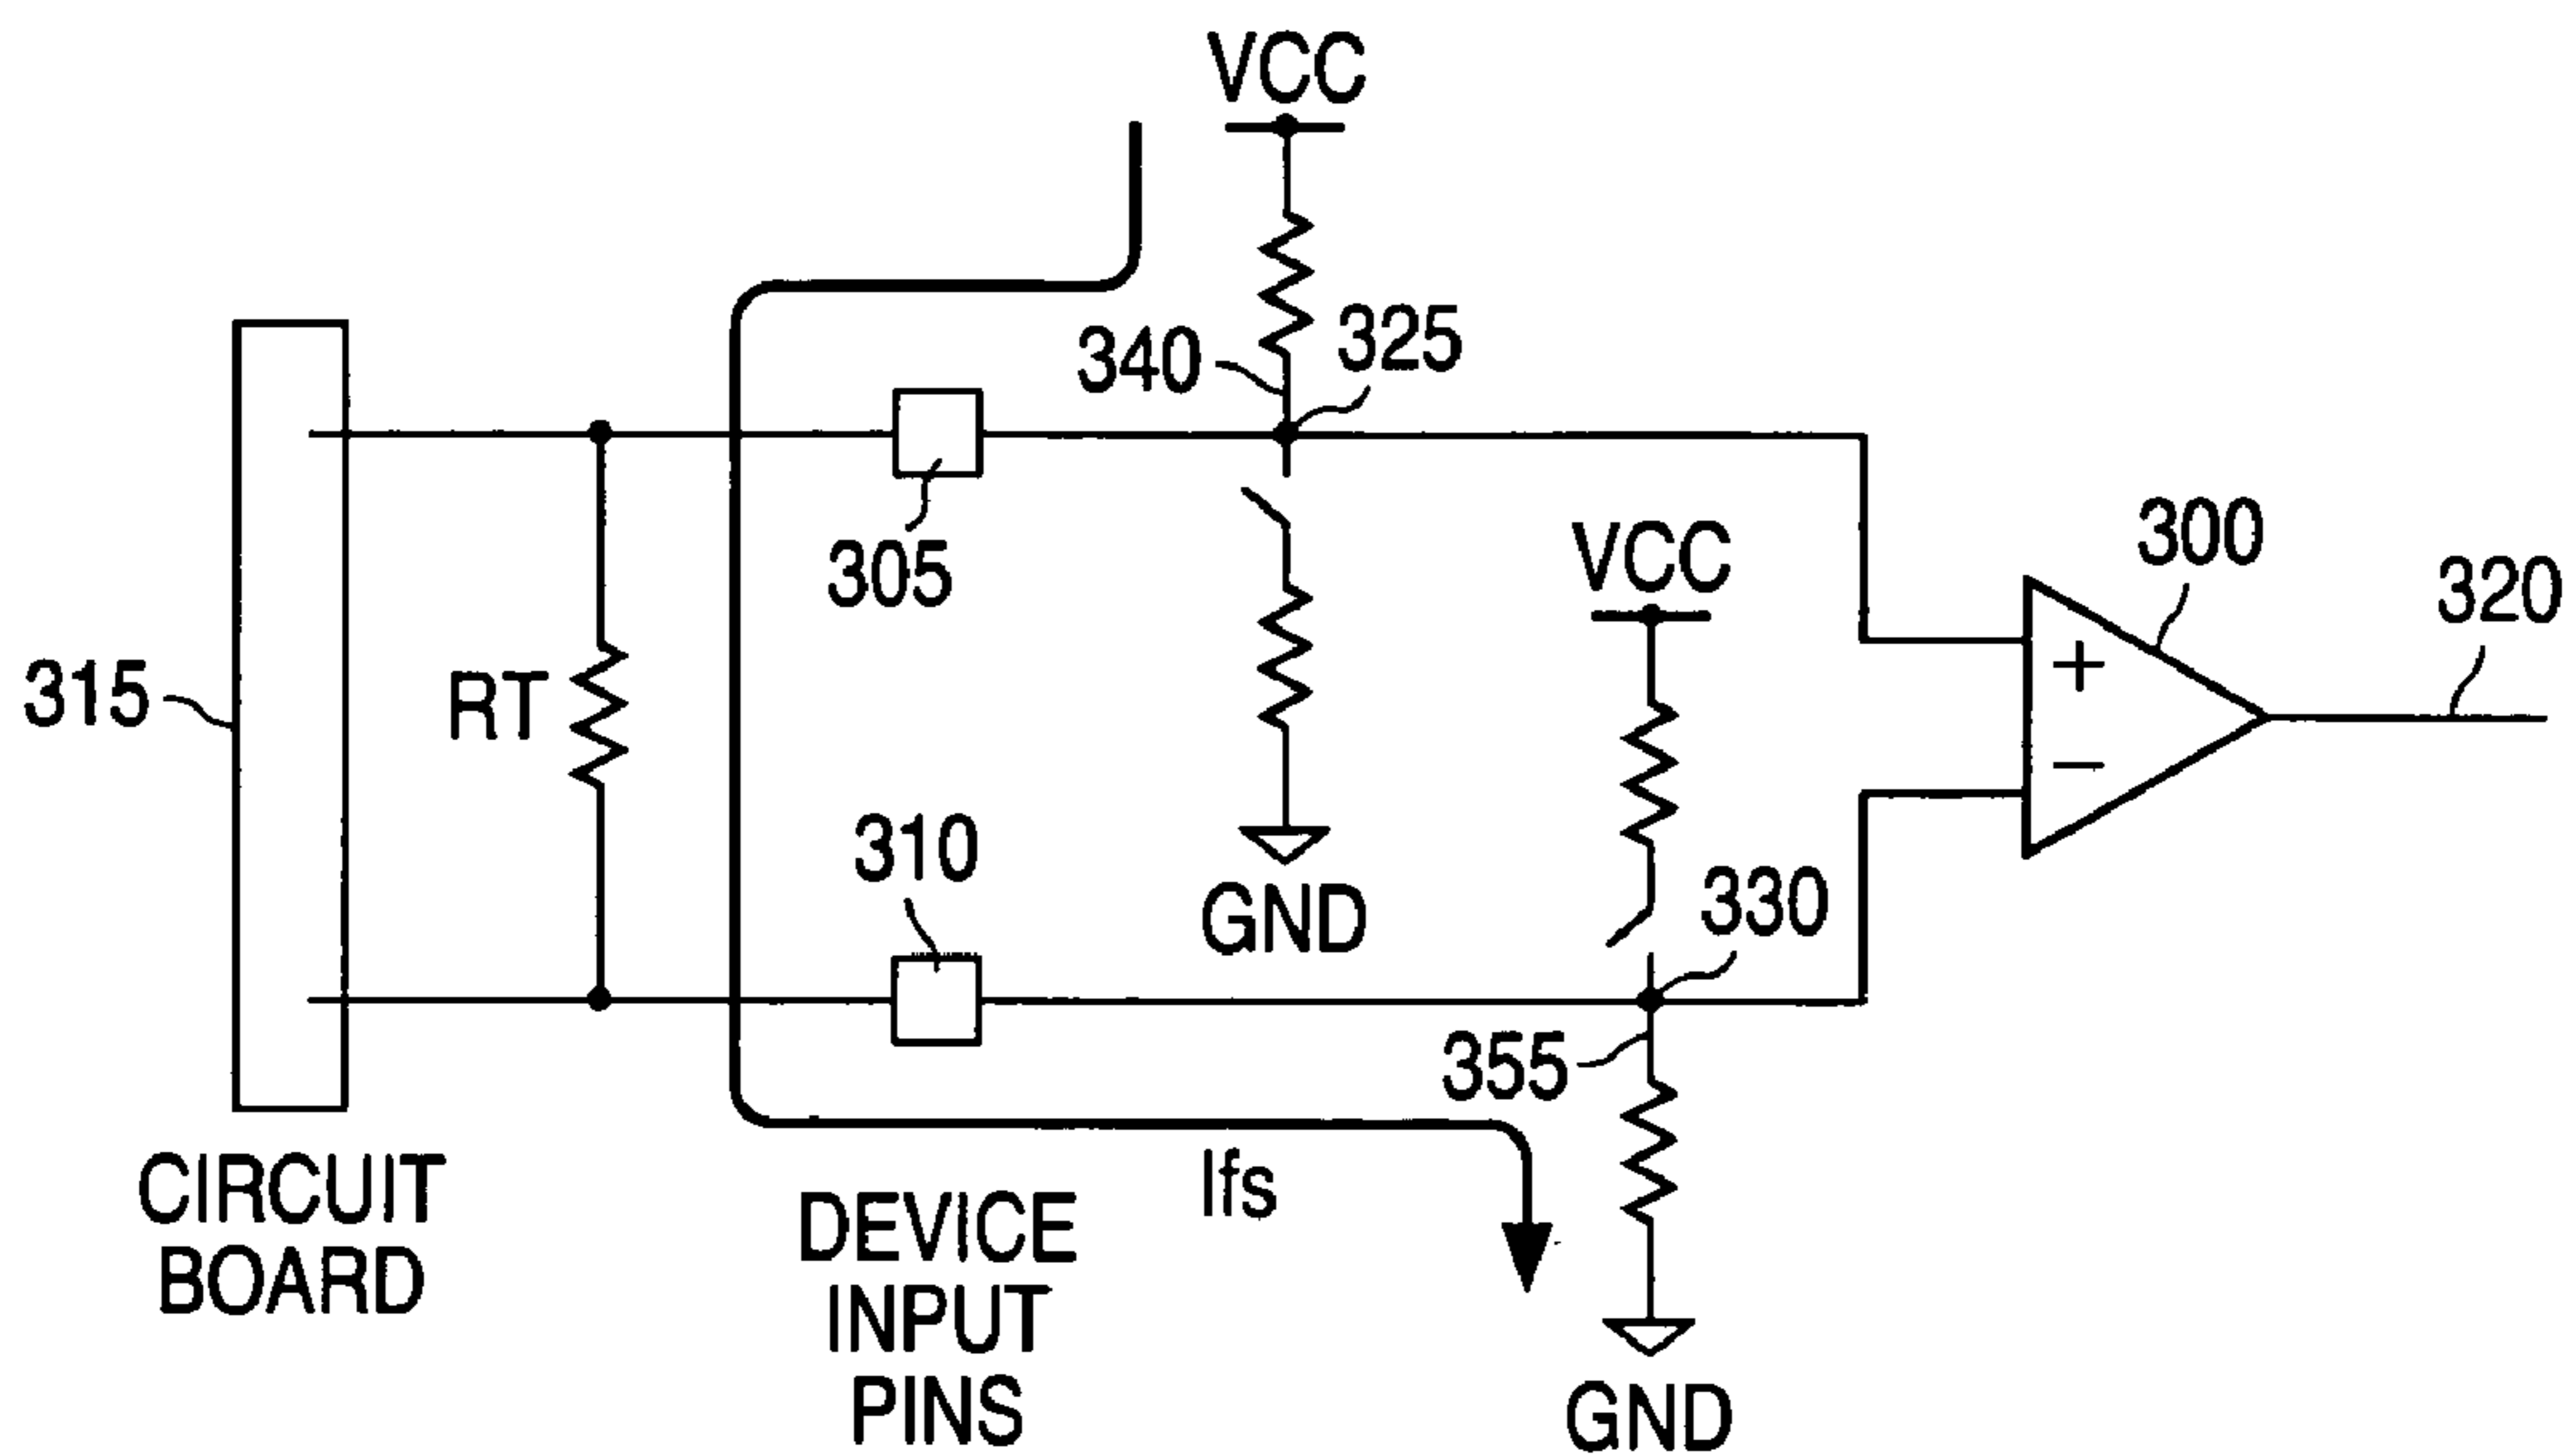 VCC
340
325
305
VCC
300
320
315
RT
310
GND
330
355
Ifs
CIRCUIT
BOARD
DEVICE
INPUT
PINS
GND
+
−